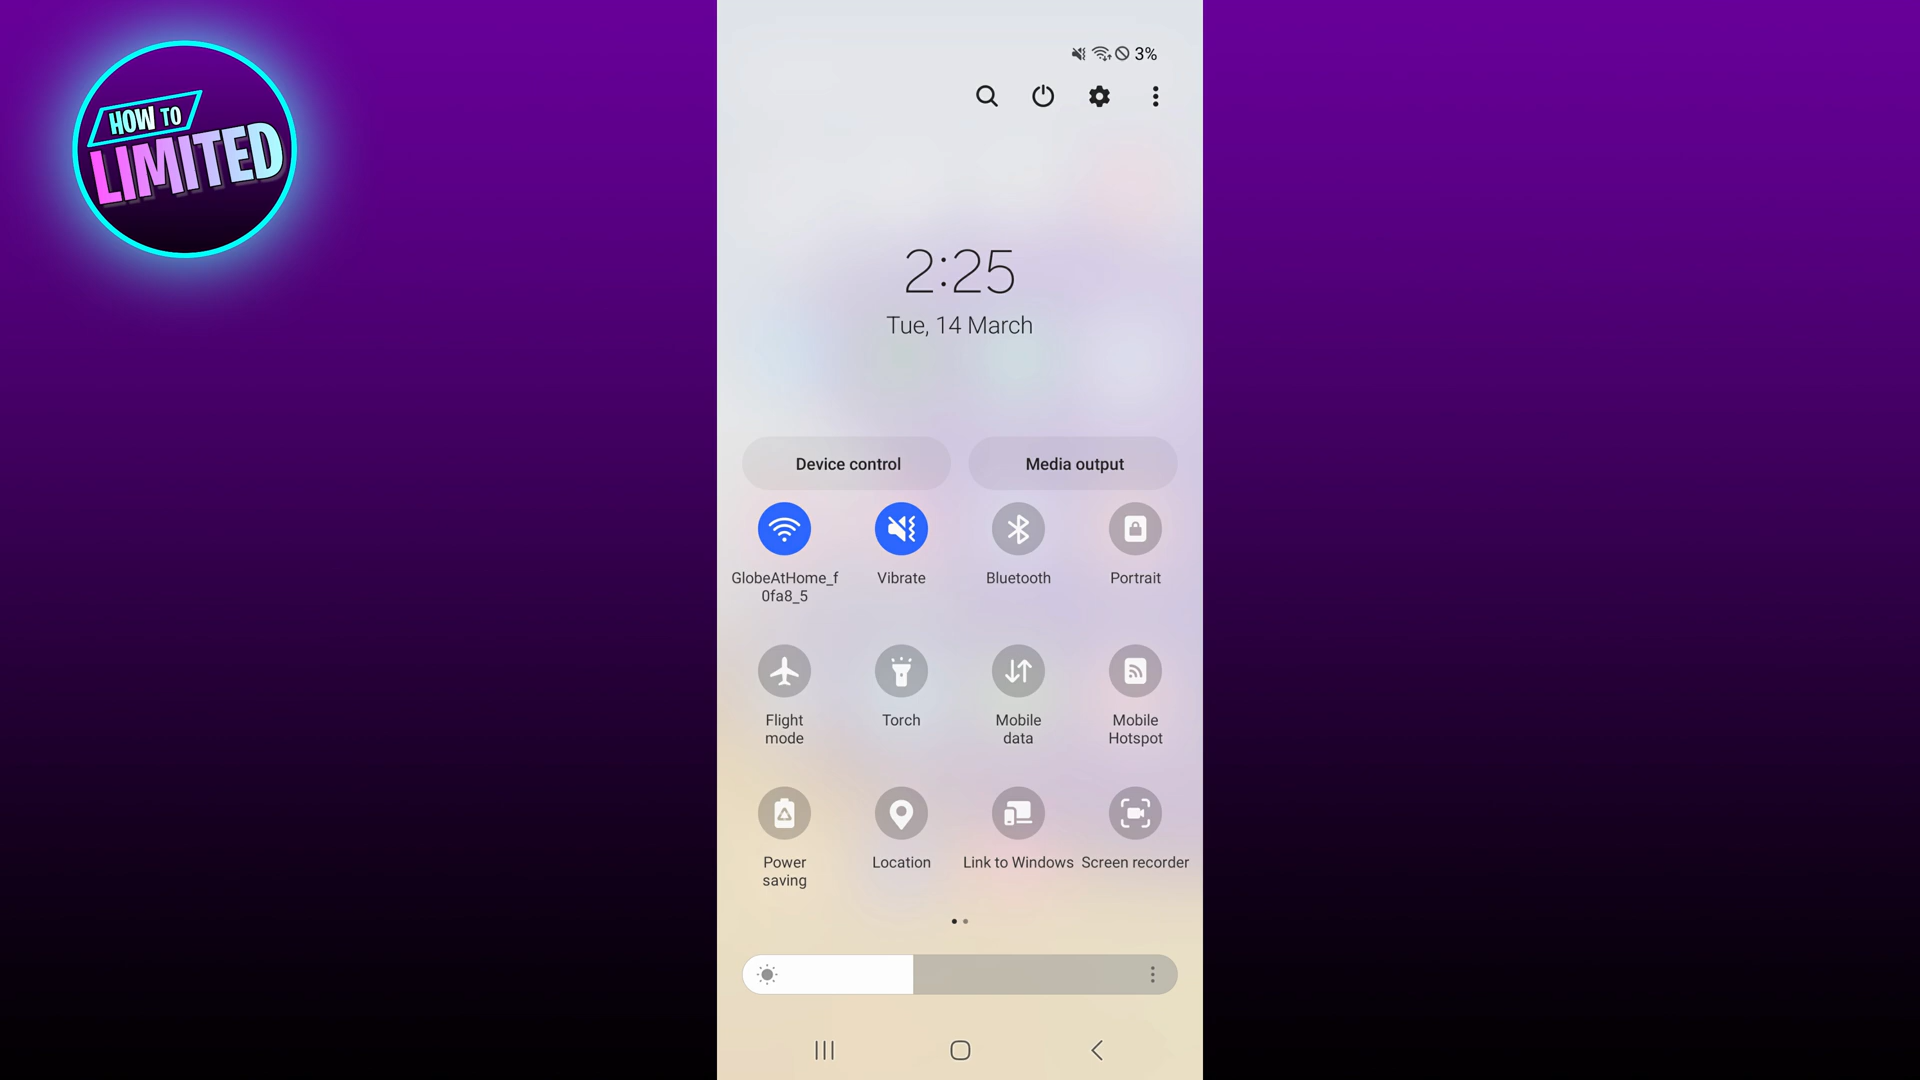 HOW TO
LIMITED
3%
2:25
Tue, 14 March
Device control
Media output
GlobeAtHome_f
0fa8_5
Vibrate
Bluetooth
Portrait
Flight
mode
Torch
Mobile
data
Mobile
Hotspot
Power
saving
Location
Link to Windows
Screen recorder